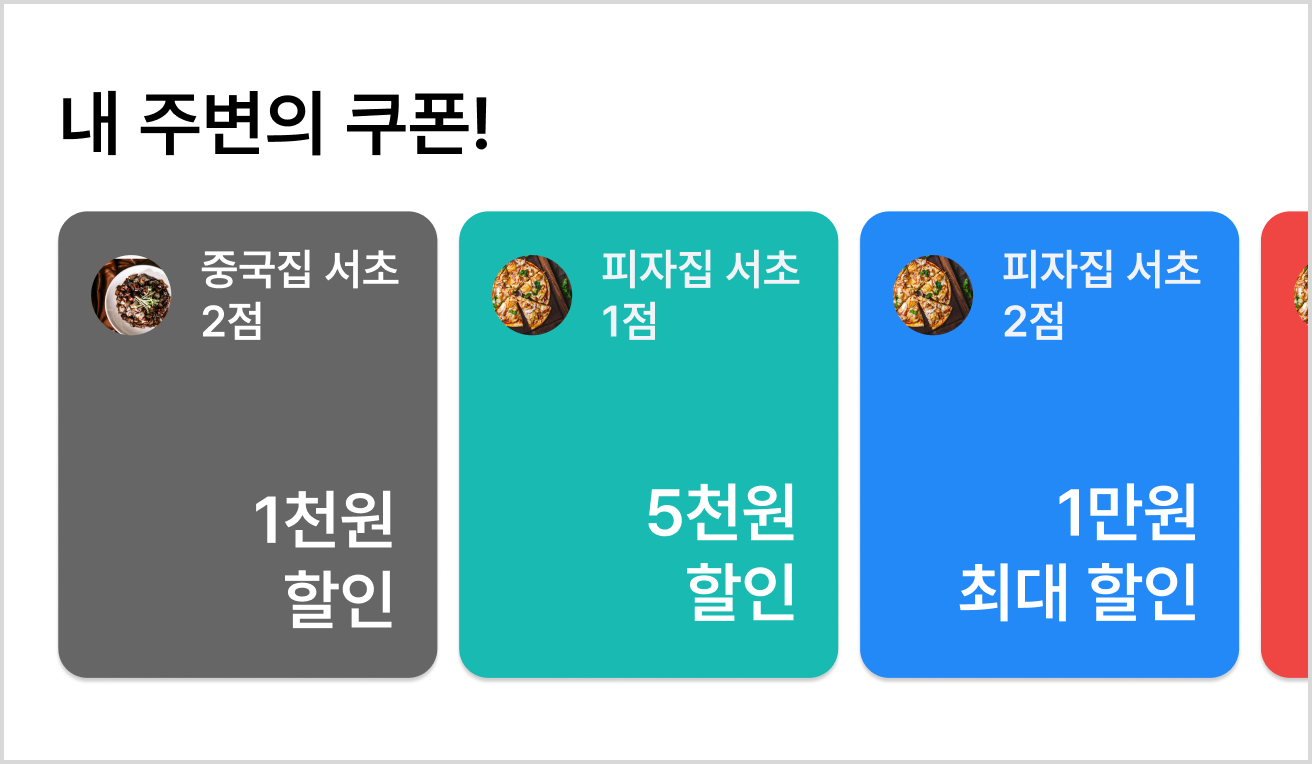 내 주변의 쿠폰!
중국집 서초
2점
1천원
할인
피자집 서초
1점
5천원
할인
피자집 서초
2점
1만원
최대 할인